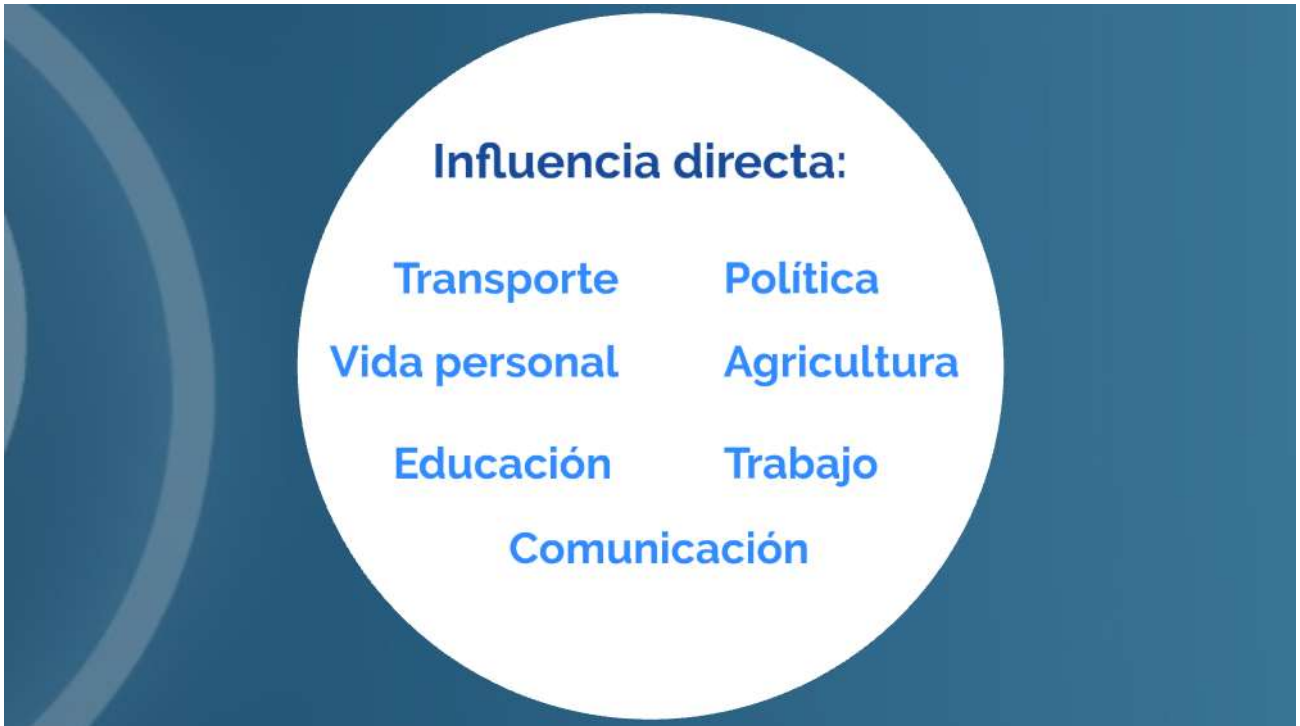 Influencia directa:
Transporte Política
Vida personal Agricultura
Educación Trabajo
Comunicación